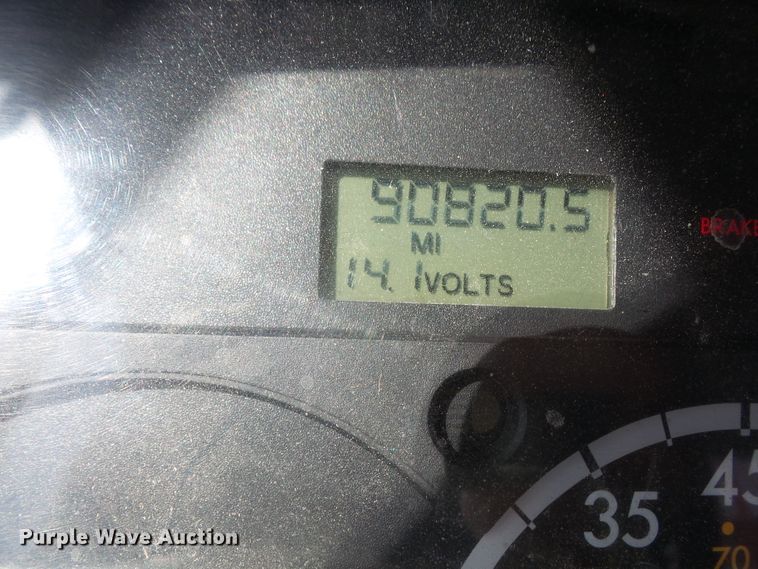 90820.5
MI
14.1VOLTS
BRAKE
35
45
70
Purple Wave Auction